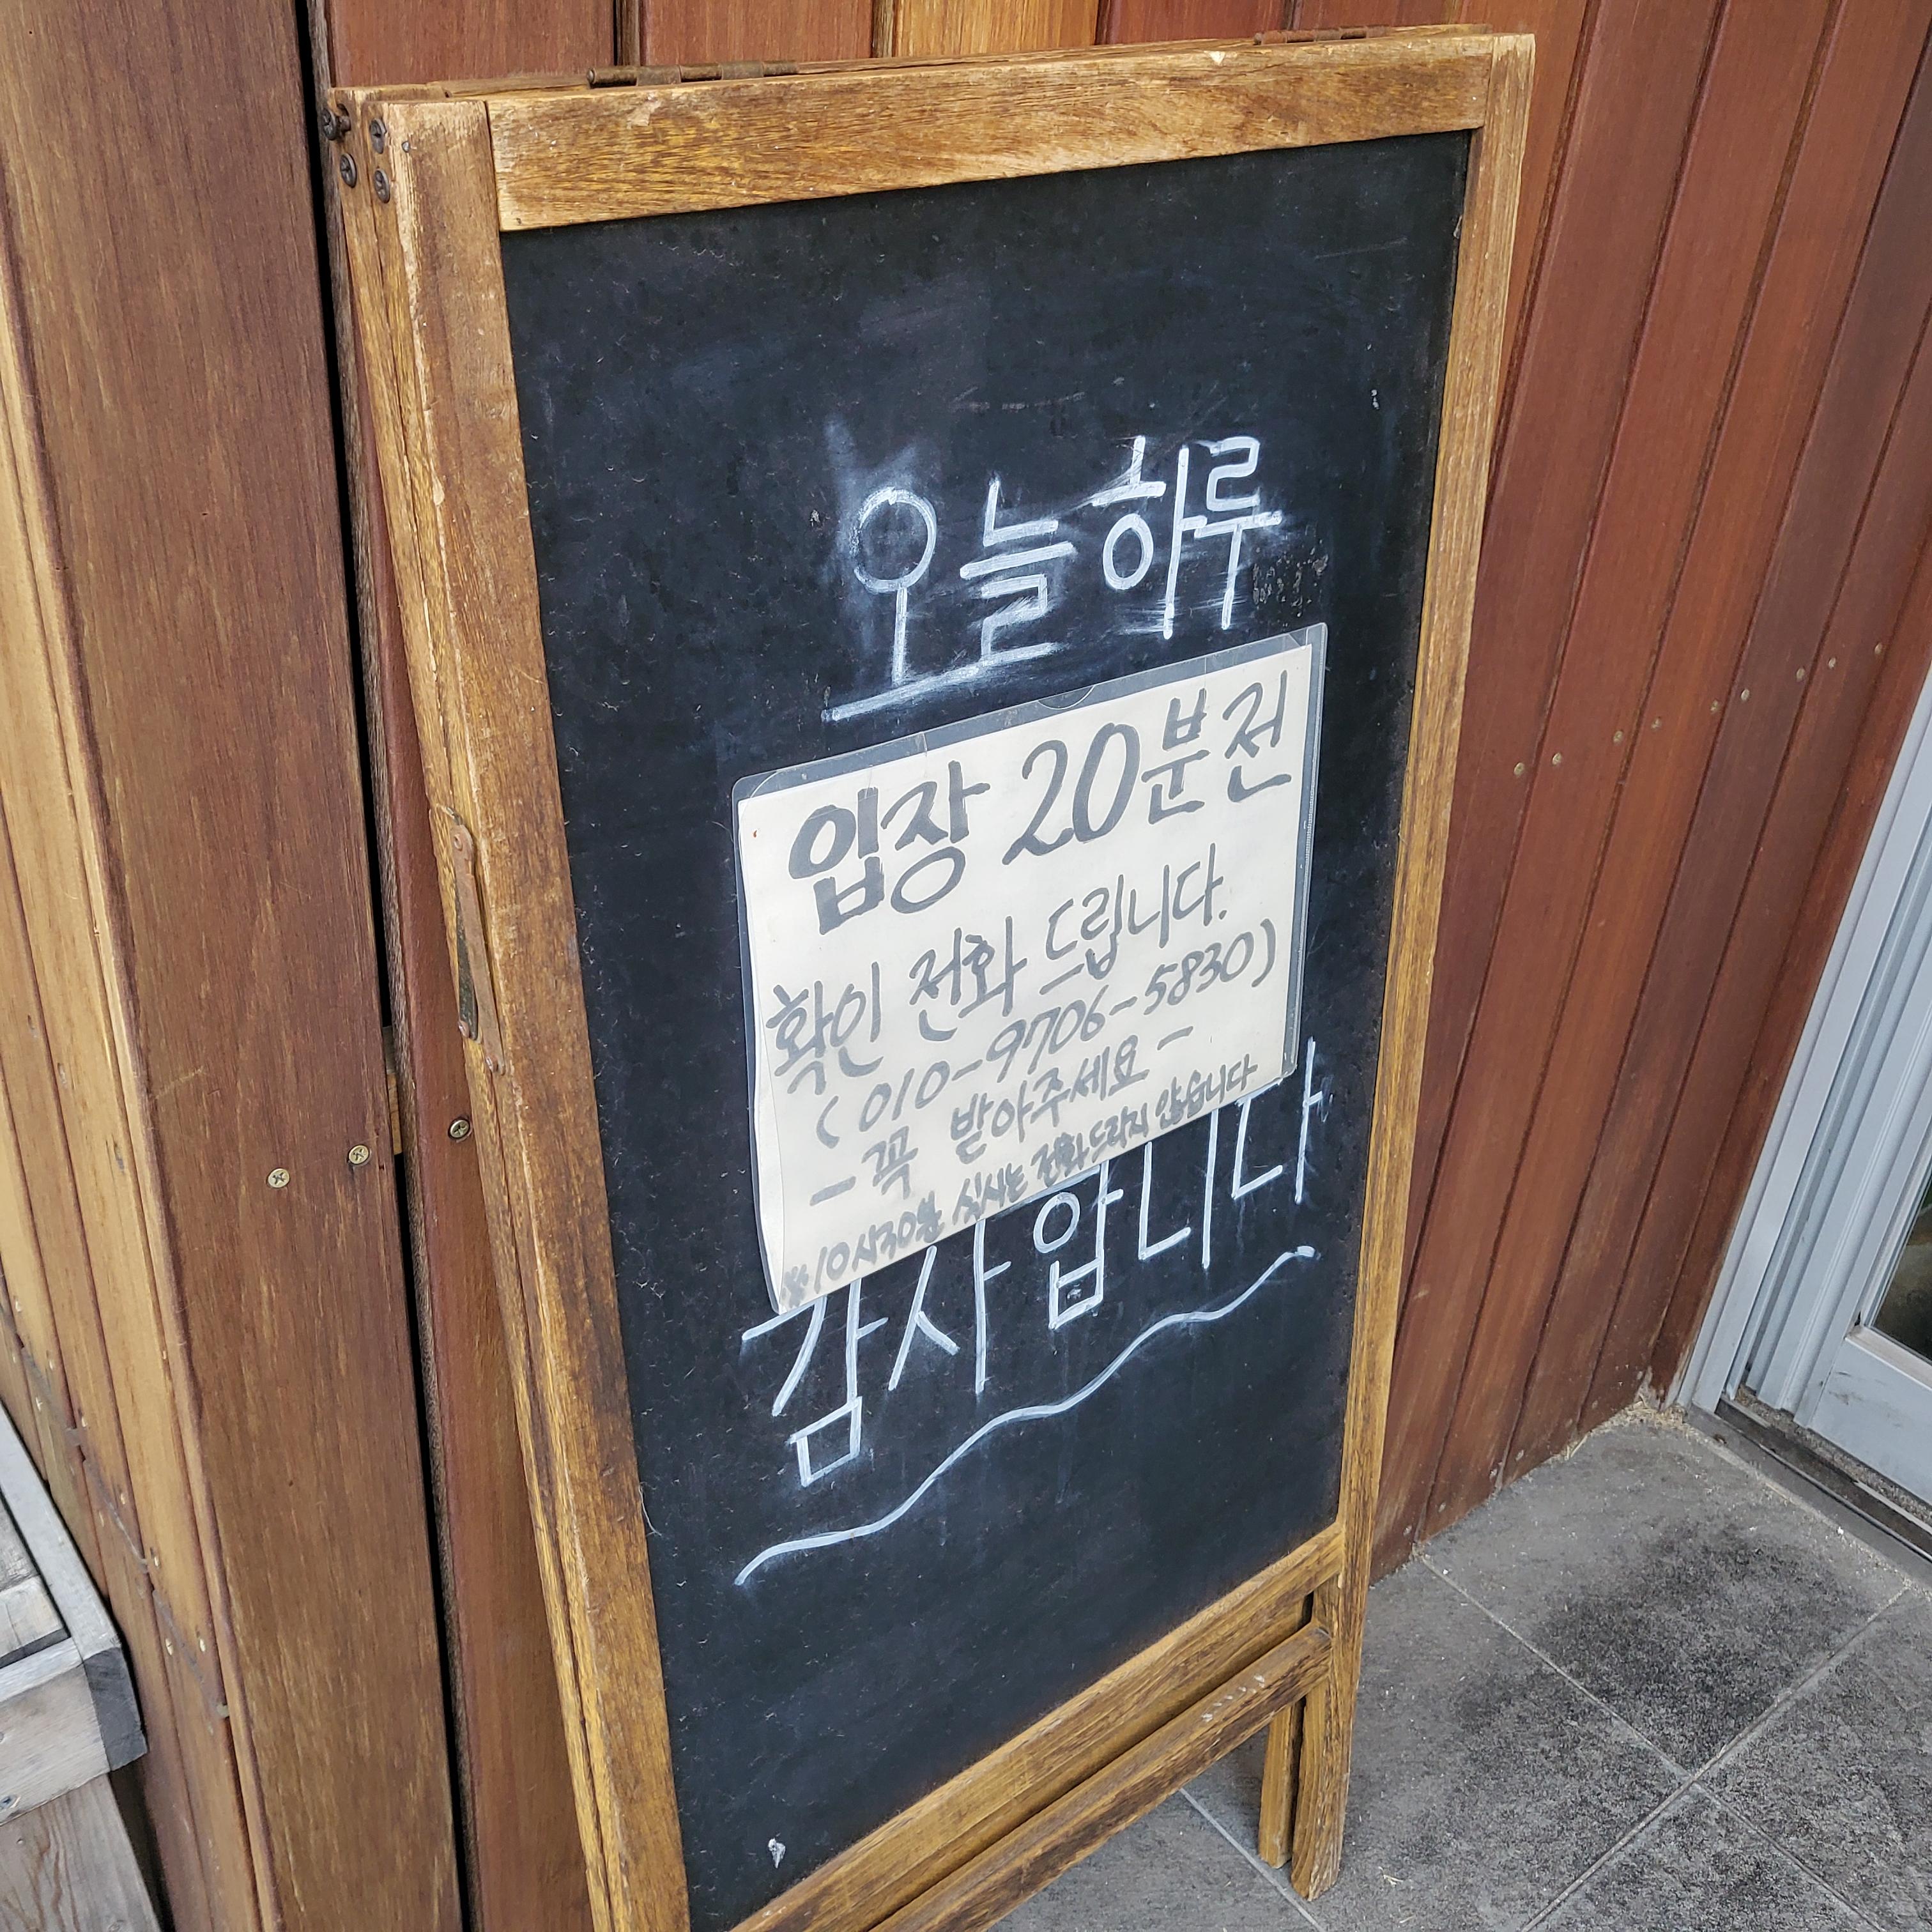 오늘 하루
입장 20분전
확인 전화 드립니다.
(010-9706-5830)
-꼭 받아주세요-
※10시30분 식사는 전화드리지 않습니다
감사합니다